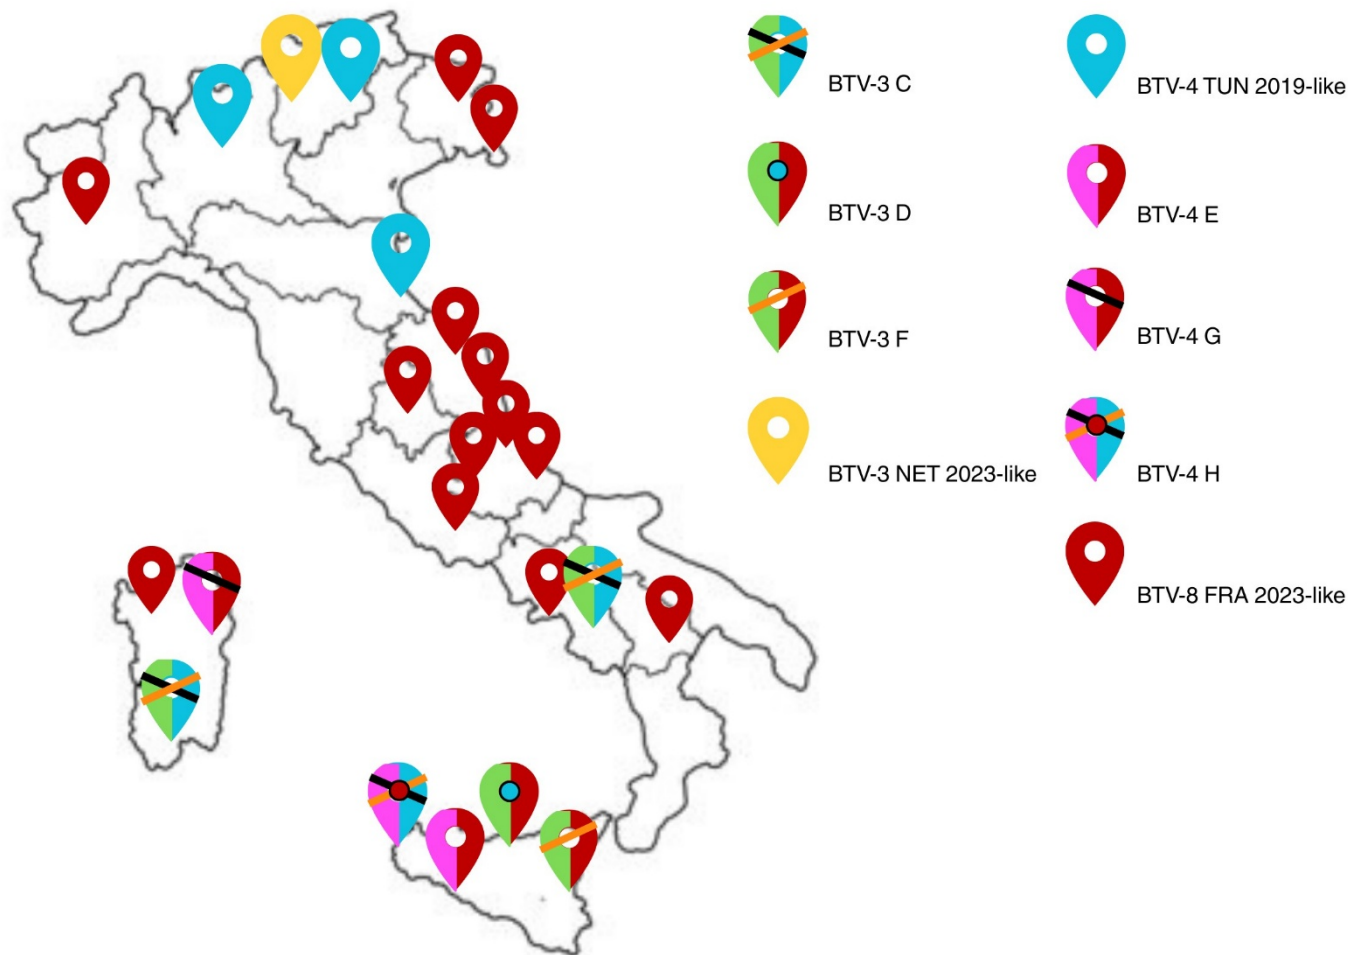 BTV-3 C
BTV-4 TUN 2019-like
BTV-3 D
BTV-4 E
BTV-3 F
BTV-4 G
BTV-3 NET 2023-like
BTV-4 H
BTV-8 FRA 2023-like